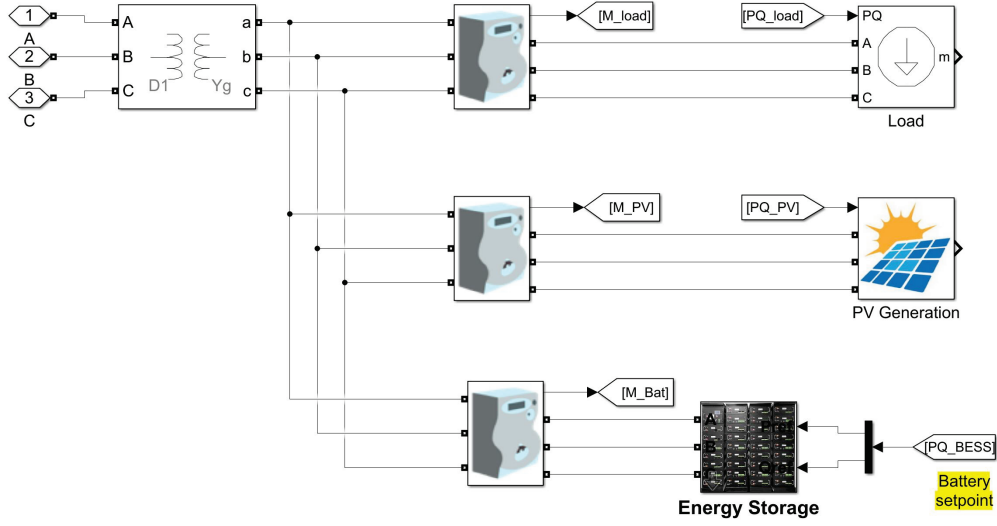 1
A
2
B
3
C
A
B
C
D1
Yg
a
b
c
[M_load]
[PQ_load]
PQ
A
B
C
m
Load
[M_PV]
[PQ_PV]
PV Generation
[M_Bat]
A
B
[PQ_BESS]
Energy Storage
Battery
setpoint